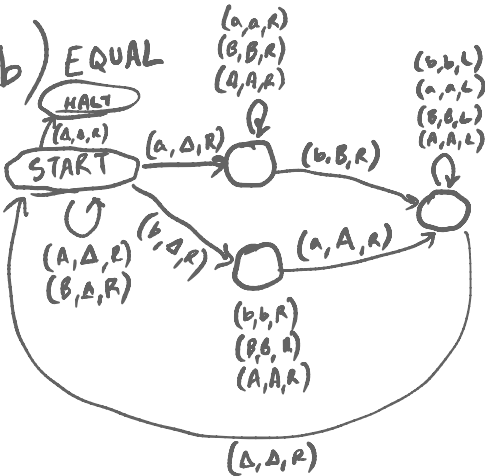 b) EQUAL
HALT
(Δ,Δ,R)
START
(A,Δ,R)
(B,Δ,R)
(a,Δ,R)
(a,a,R)
(B,B,R)
(A,A,R)
(b,B,R)
(b,Δ,R)
(a,A,R)
(b,b,R)
(B,B,R)
(A,A,R)
(b,b,L)
(a,a,L)
(B,B,L)
(A,A,L)
(Δ,Δ,R)